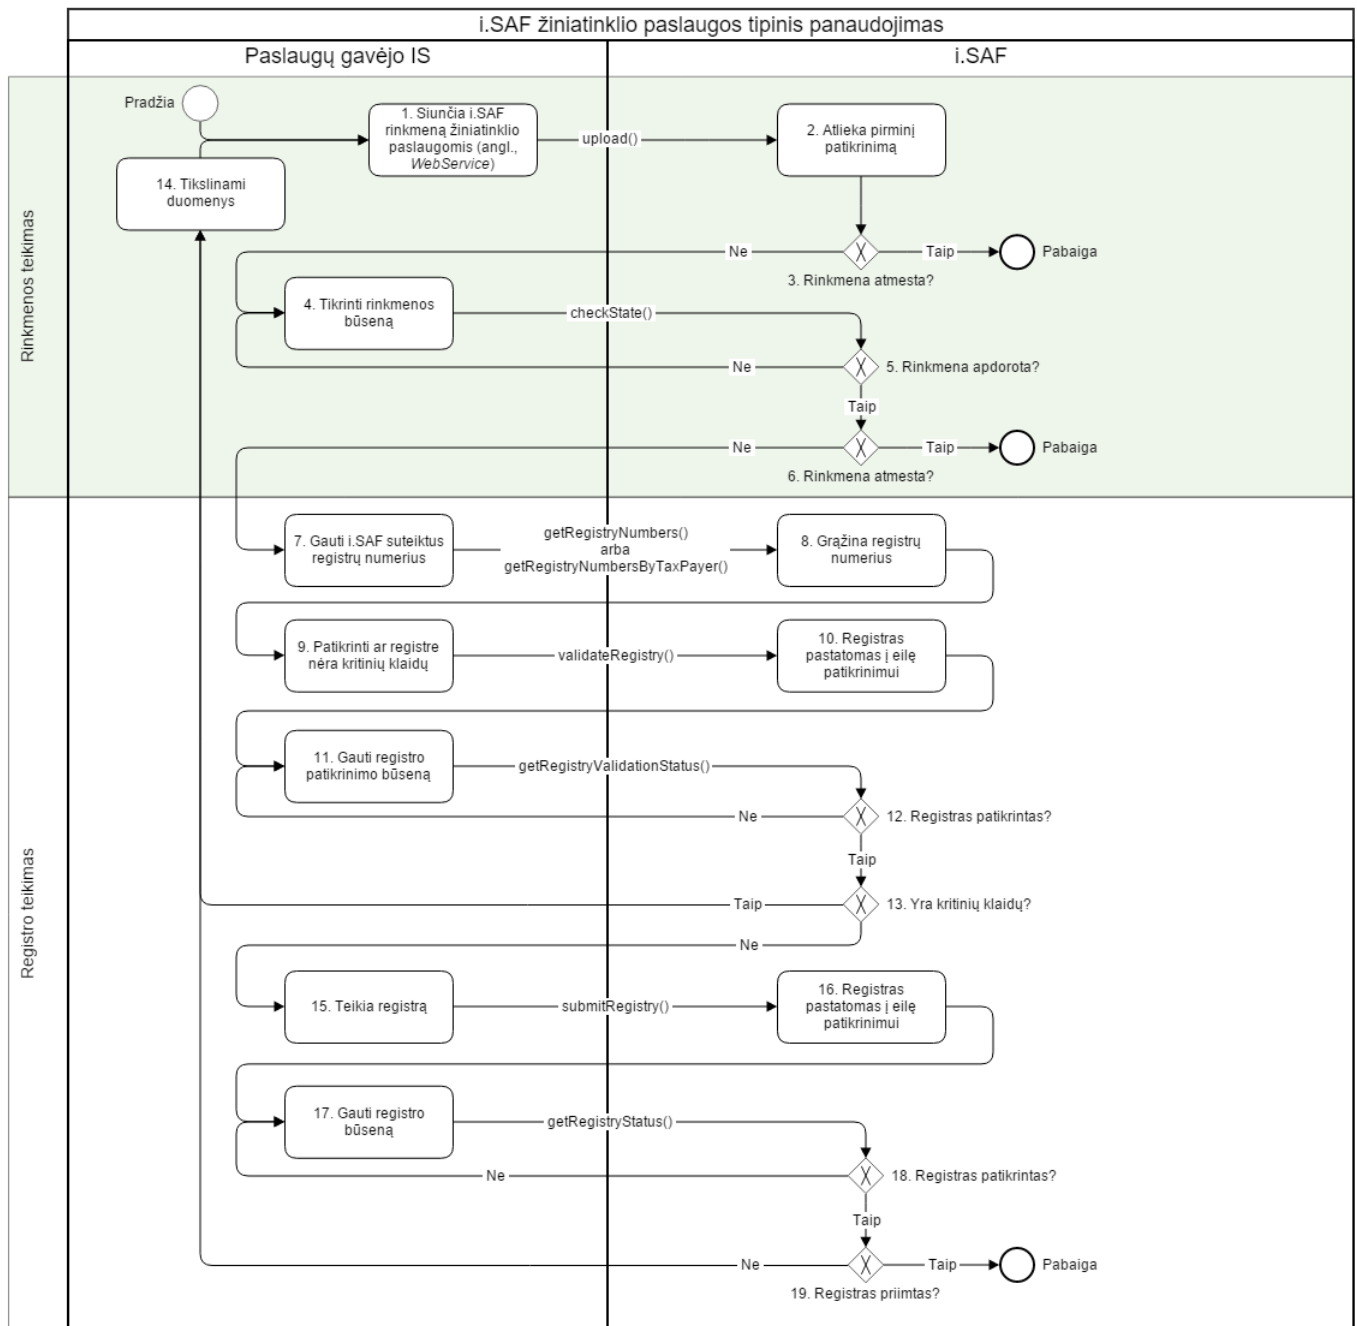 i.SAF žiniatinklio paslaugos tipinis panaudojimas
Paslaugų gavėjo IS
i.SAF
Rinkmenos teikimas
Pradžia
1. Siunčia i.SAF
rinkmeną žiniatinklio
paslaugomis (angl.,
WebService)
upload()
2. Atlieka pirminį
patikrinimą
14. Tikslinami
duomenys
Ne
Taip
Pabaiga
3. Rinkmena atmesta?
4. Tikrinti rinkmenos
būseną
checkState()
Ne
5. Rinkmena apdorota?
Taip
Ne
Taip
Pabaiga
6. Rinkmena atmesta?
Registro teikimas
7. Gauti i.SAF suteiktus
registrų numerius
getRegistryNumbers()
arba
getRegistryNumbersByTaxPayer()
8. Grąžina registrų
numerius
9. Patikrinti ar registre
nėra kritinių klaidų
validateRegistry()
10. Registras
pastatomas į eilę
patikrinimui
11. Gauti registro
patikrinimo būseną
getRegistryValidationStatus()
Ne
12. Registras patikrintas?
Taip
Taip
13. Yra kritinių klaidų?
Ne
15. Teikia registrą
submitRegistry()
16. Registras
pastatomas į eilę
patikrinimui
17. Gauti registro
būseną
getRegistryStatus()
Ne
18. Registras patikrintas?
Taip
Ne
Taip
Pabaiga
19. Registras priimtas?